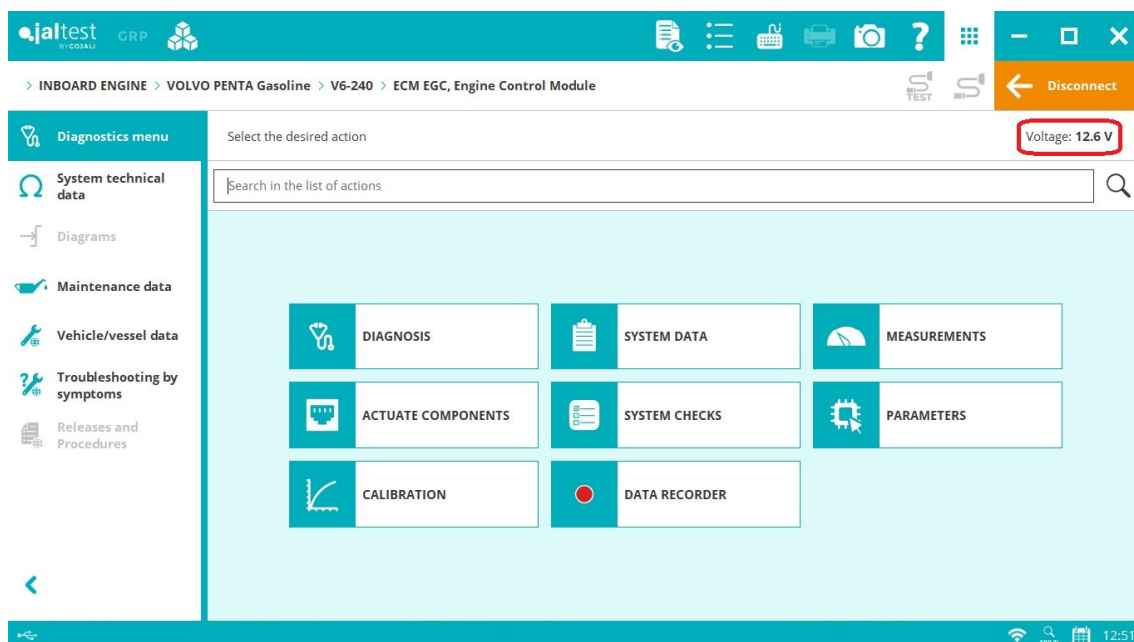 jaltest GRP
BY COJALI
TEST
> INBOARD ENGINE > VOLVO PENTA Gasoline > V6-240 > ECM EGC, Engine Control Module
Disconnect
Diagnostics menu
Select the desired action
Voltage: 12.6 V
System technical
data
Search in the list of actions
Diagrams
Maintenance data
Vehicle/vessel data
Troubleshooting by
symptoms
Releases and
Procedures
DIAGNOSIS
SYSTEM DATA
MEASUREMENTS
ACTUATE COMPONENTS
SYSTEM CHECKS
PARAMETERS
CALIBRATION
DATA RECORDER
12:51